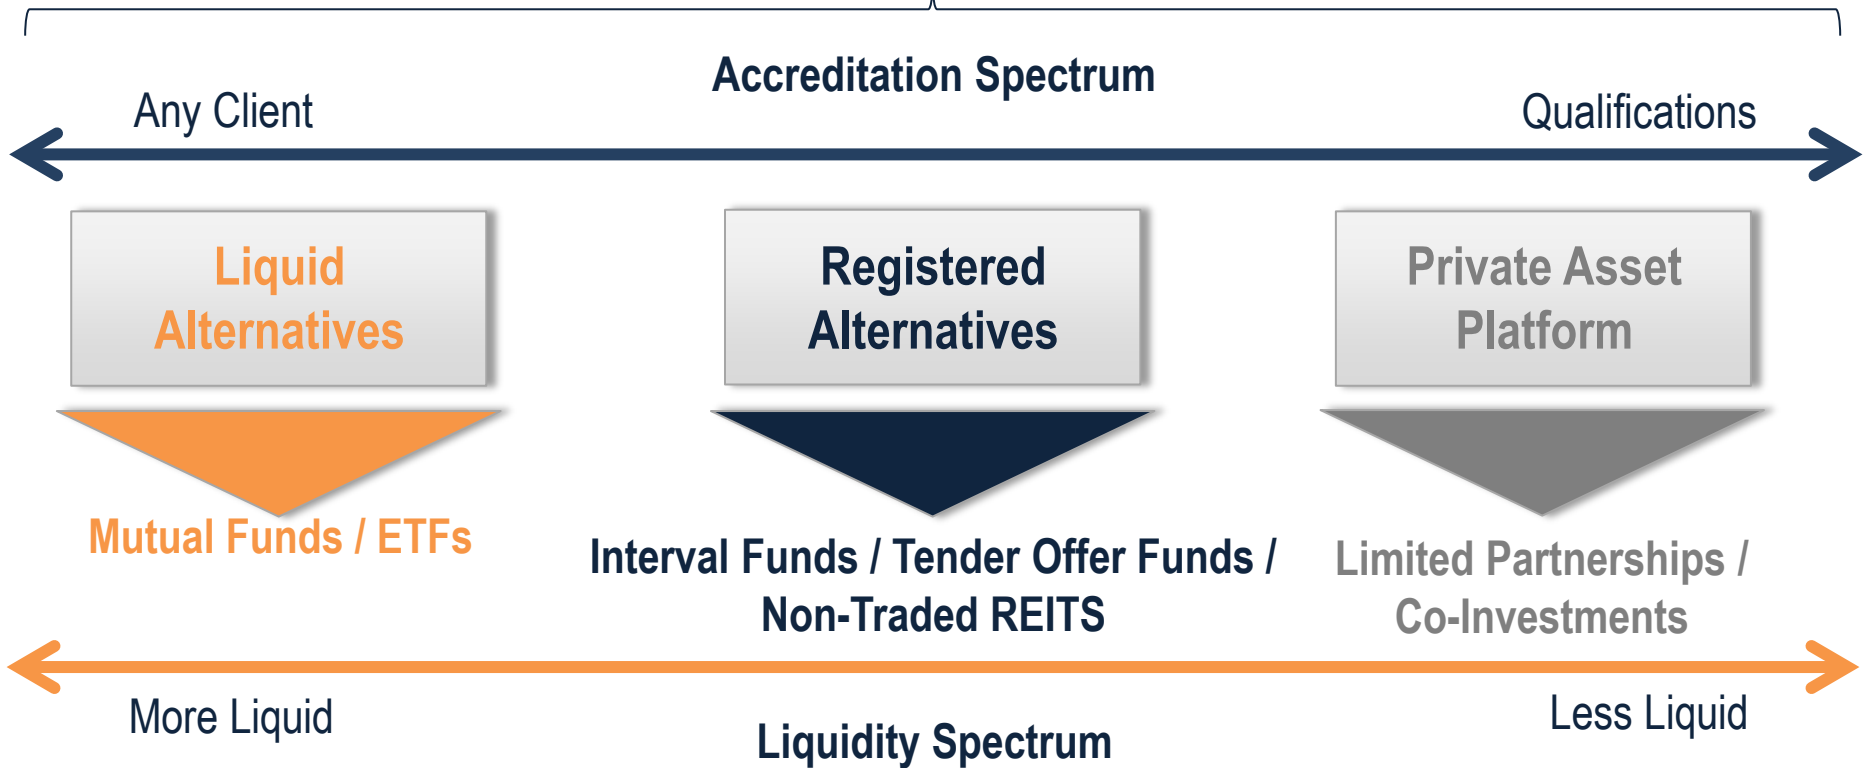 Accreditation Spectrum
Any Client
Qualifications
Liquid
Alternatives
Registered
Alternatives
Private Asset
Platform
Mutual Funds / ETFs
Interval Funds / Tender Offer Funds /
Non-Traded REITS
Limited Partnerships /
Co-Investments
More Liquid
Less Liquid
Liquidity Spectrum